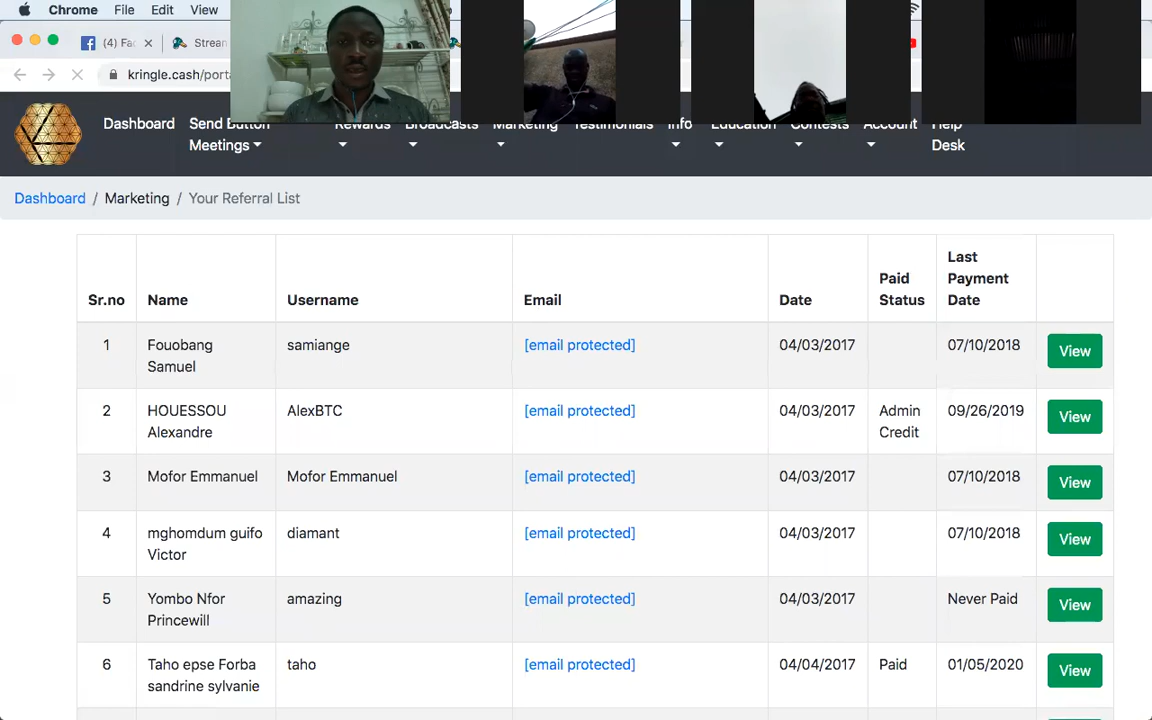 Chrome File Edit View
(4) Fac Strean
kringle.cash/porta
Dashboard Send Button Rewards Broadcasts Marketing Testimonials Info Education Contests Account Help
Meetings Desk
Dashboard / Marketing / Your Referral List
Last
Paid Payment
Sr.no Name Username Email Date Status Date
1 Fouobang samiange [email protected] 04/03/2017 07/10/2018 View
Samuel
2 HOUESSOU AlexBTC [email protected] 04/03/2017 Admin 09/26/2019 View
Alexandre Credit
3 Mofor Emmanuel Mofor Emmanuel [email protected] 04/03/2017 07/10/2018 View
4 mghomdum guifo diamant [email protected] 04/03/2017 07/10/2018 View
Victor
5 Yombo Nfor amazing [email protected] 04/03/2017 Never Paid View
Princewill
6 Taho epse Forba taho [email protected] 04/04/2017 Paid 01/05/2020 View
sandrine sylvanie